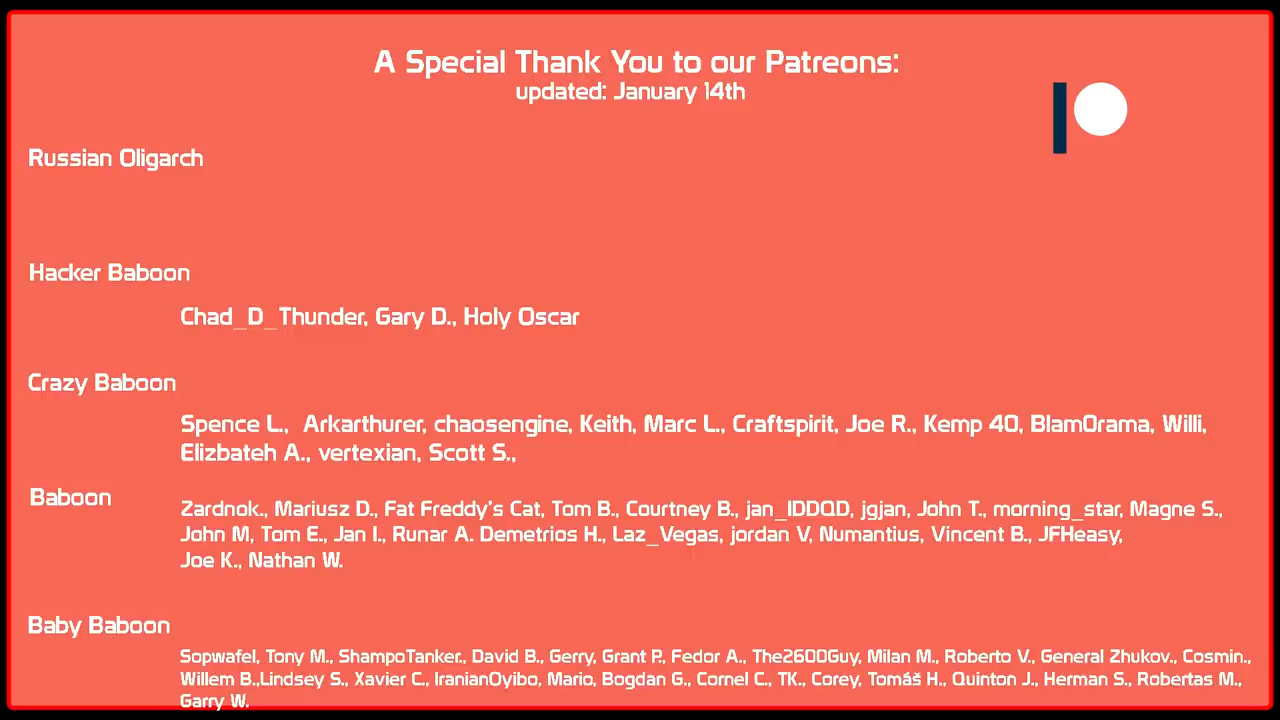 A Special Thank You to our Patreons:
updated: January 14th
Russian Oligarch
Hacker Baboon
Chad_D_Thunder, Gary D., Holy Oscar
Crazy Baboon
Spence L.,  Arkarthurer, chaosengine, Keith, Marc L., Craftspirit, Joe R., Kemp 40, BlamOrama, Willi,
Elizbateh A., vertexian, Scott S.,
Baboon
Zardnok., Mariusz D., Fat Freddy's Cat, Tom B., Courtney B., jan_IDDQD, jgjan, John T., morning_star, Magne S.,
John M, Tom E., Jan I., Runar A. Demetrios H., Laz_Vegas, jordan V, Numantius, Vincent B., JFHeasy,
Joe K., Nathan W.
Baby Baboon
Sopwafel, Tony M., ShampoTanker., David B., Gerry, Grant P., Fedor A., The2600Guy, Milan M., Roberto V., General Zhukov., Cosmin.,
Willem B.,Lindsey S., Xavier C., IranianOyibo, Mario, Bogdan G., Cornel C., TK., Corey, Tomáš H., Quinton J., Herman S., Robertas M.,
Garry W.